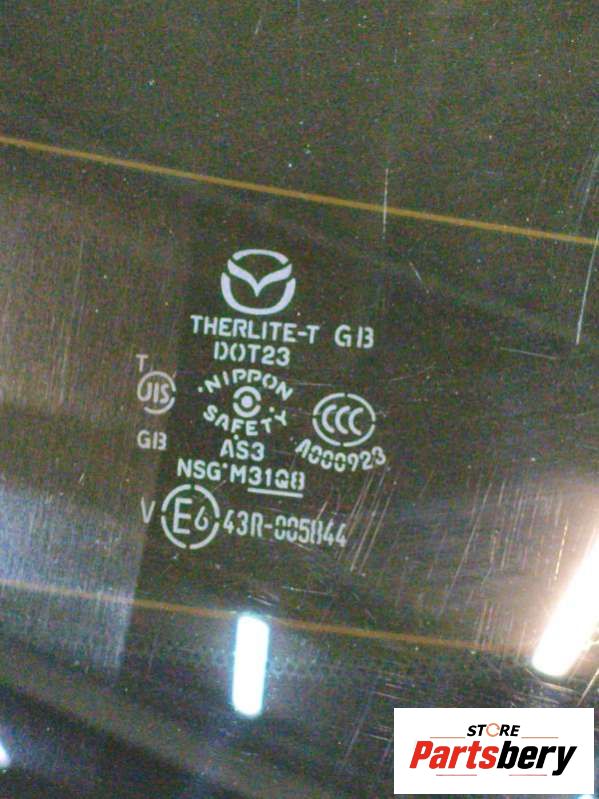 THERLITE-T GB
DOT23
NIPPON
SAFETY
T
JIS
GB
CCC
A000923
AS3
NSG M31Q8
V E6 43R-005844
STORE
Partsbery